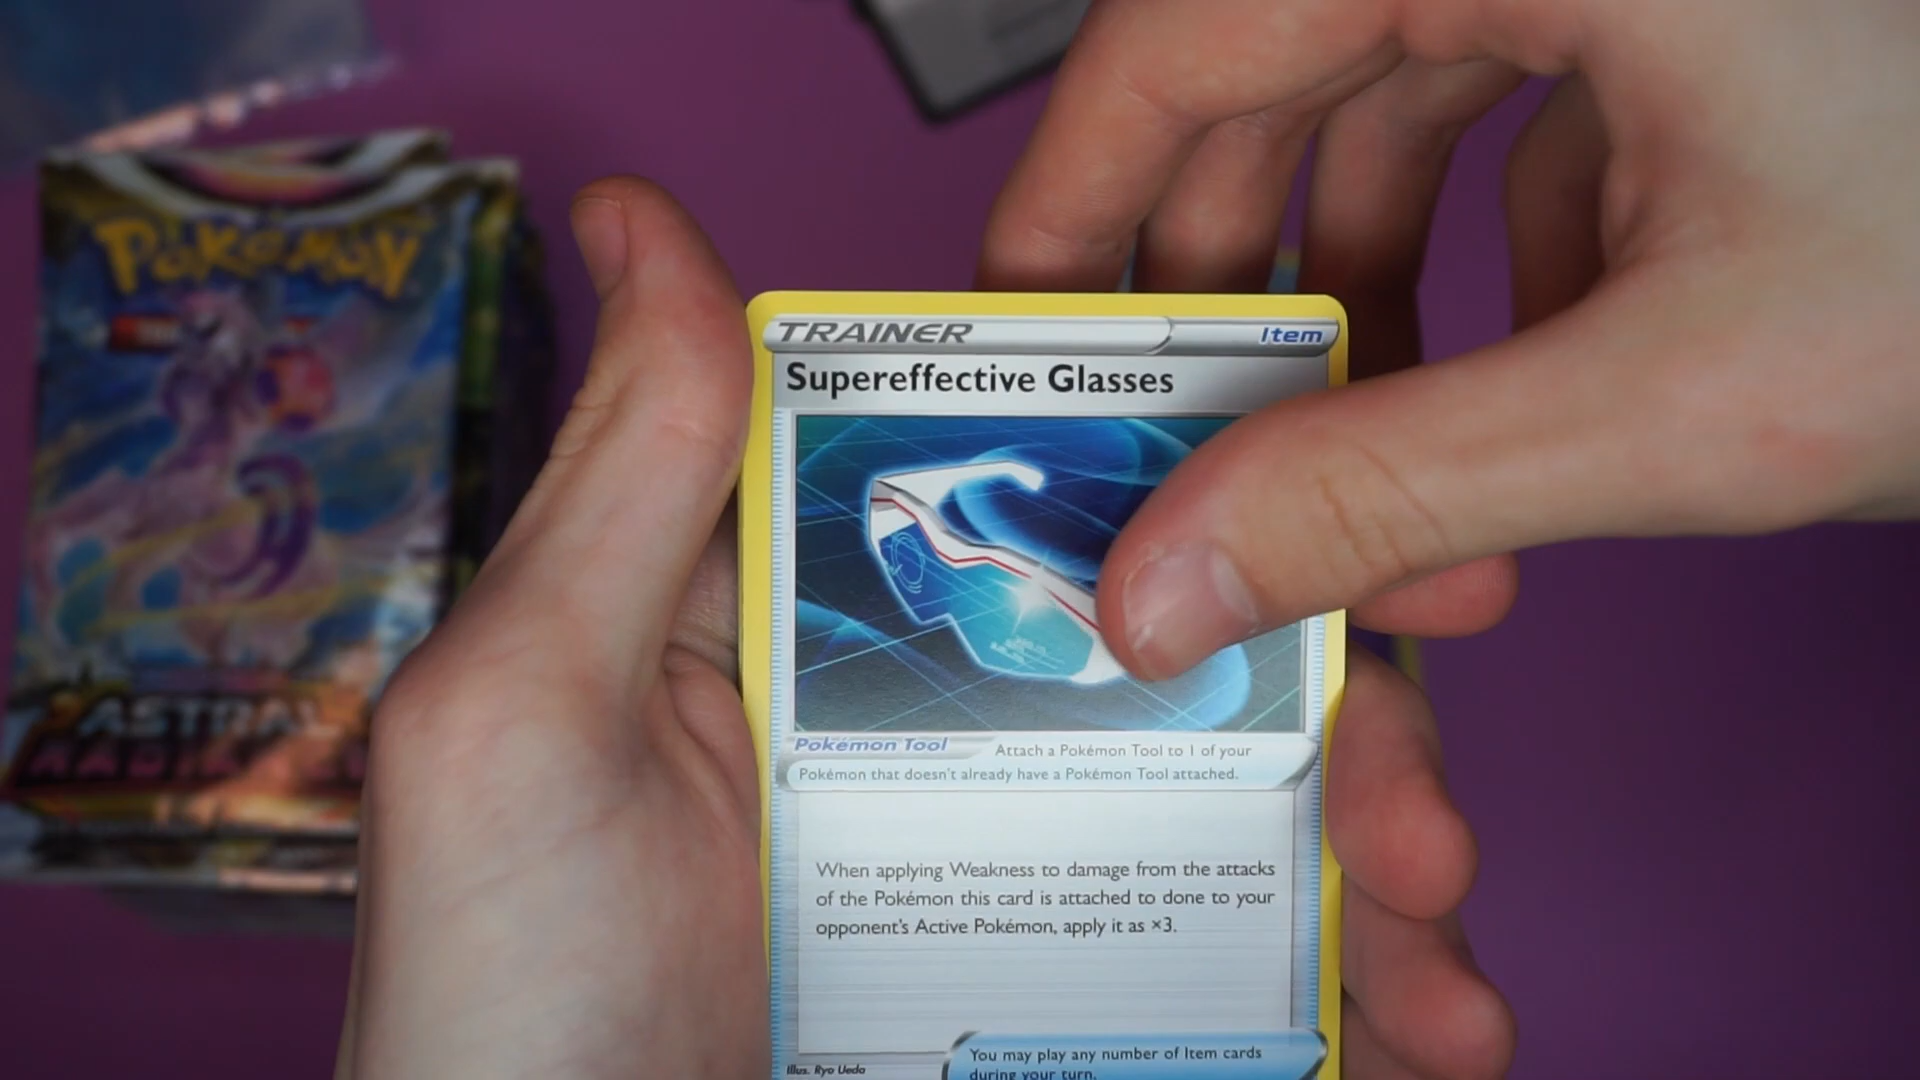 Pokémon
ASTRAL
RADIANCE
TRAINER
Item
Supereffective Glasses
Pokémon Tool
Attach a Pokémon Tool to 1 of your
Pokémon that doesn't already have a Pokémon Tool attached.
When applying Weakness to damage from the attacks
of the Pokémon this card is attached to done to your
opponent's Active Pokémon, apply it as ×3.
You may play any number of Item cards
during your turn.
Illus. Ryo Ueda